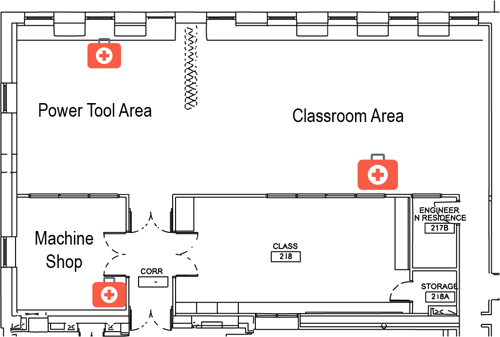 Power Tool Area
Classroom Area
ENGINEER
N RESIDENCE
217B
Machine
Shop
CLASS
218
CORR
-
STORAGE
218A